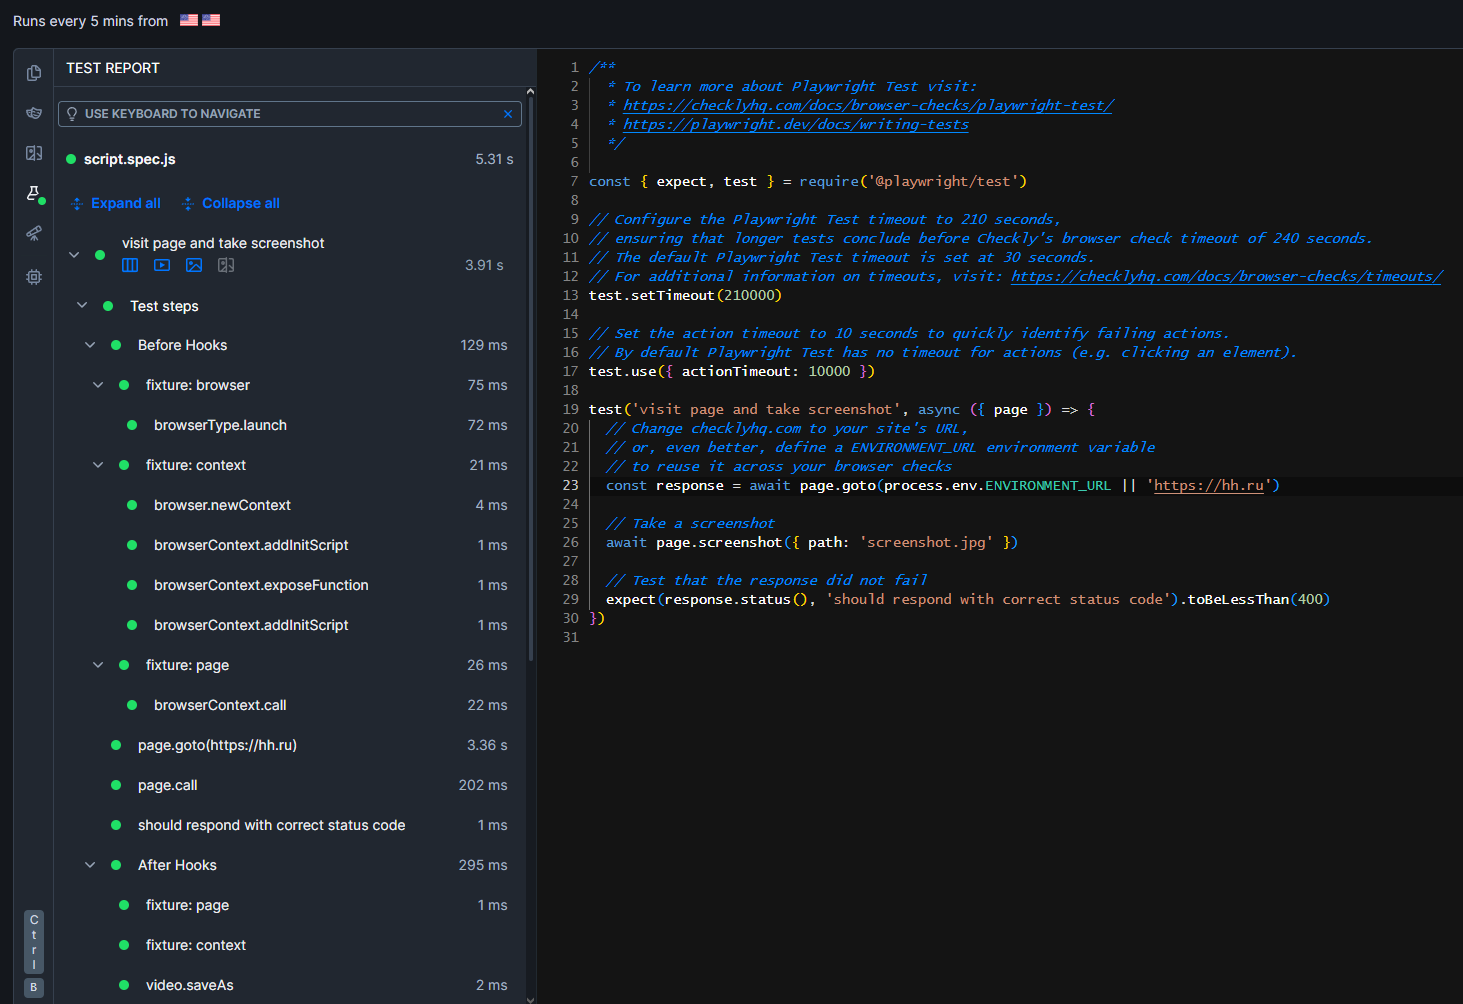 Runs every 5 mins from
TEST REPORT
USE KEYBOARD TO NAVIGATE
script.spec.js 5.31 s
Expand all Collapse all
visit page and take screenshot
3.91 s
Test steps
Before Hooks 129 ms
fixture: browser 75 ms
browserType.launch 72 ms
fixture: context 21 ms
browser.newContext 4 ms
browserContext.addInitScript 1 ms
browserContext.exposeFunction 1 ms
browserContext.addInitScript 1 ms
fixture: page 26 ms
browserContext.call 22 ms
page.goto(https://hh.ru) 3.36 s
page.call 202 ms
should respond with correct status code 1 ms
After Hooks 295 ms
fixture: page 1 ms
fixture: context
video.saveAs 2 ms
Ctrl
B
1 /**
2 * To learn more about Playwright Test visit:
3 * https://checklyhq.com/docs/browser-checks/playwright-test/
4 * https://playwright.dev/docs/writing-tests
5 */
6
7 const { expect, test } = require('@playwright/test')
8
9 // Configure the Playwright Test timeout to 210 seconds,
10 // ensuring that longer tests conclude before Checkly's browser check timeout of 240 seconds.
11 // The default Playwright Test timeout is set at 30 seconds.
12 // For additional information on timeouts, visit: https://checklyhq.com/docs/browser-checks/timeouts/
13 test.setTimeout(210000)
14
15 // Set the action timeout to 10 seconds to quickly identify failing actions.
16 // By default Playwright Test has no timeout for actions (e.g. clicking an element).
17 test.use({ actionTimeout: 10000 })
18
19 test('visit page and take screenshot', async ({ page }) => {
20 // Change checklyhq.com to your site's URL,
21 // or, even better, define a ENVIRONMENT_URL environment variable
22 // to reuse it across your browser checks
23 const response = await page.goto(process.env.ENVIRONMENT_URL || 'https://hh.ru')
24
25 // Take a screenshot
26 await page.screenshot({ path: 'screenshot.jpg' })
27
28 // Test that the response did not fail
29 expect(response.status(), 'should respond with correct status code').toBeLessThan(400)
30 })
31